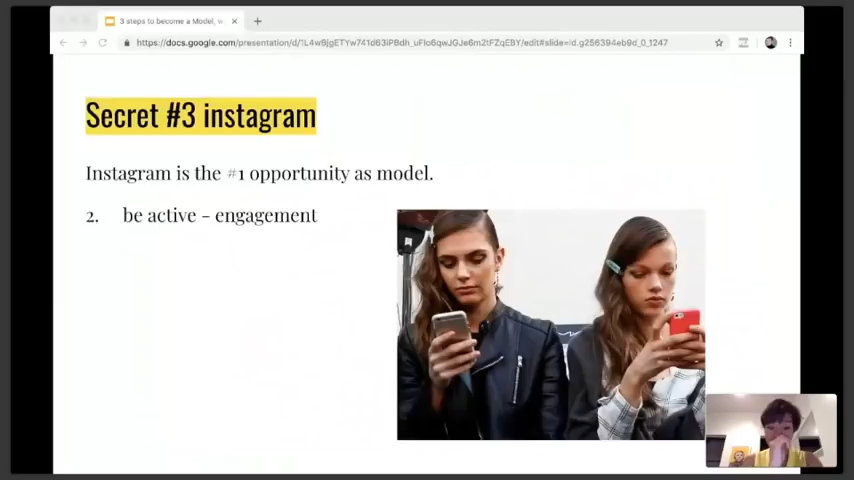 3 steps to become a Model, w
https://docs.google.com/presentation/d/1L4wBjgETYw741d63iPBdh_uFIo6qwJGJe6m2tFZqEBY/edit#slide=id.g256394eb9d_0_1247
Secret #3 instagram
Instagram is the #1 opportunity as model.
2. be active - engagement